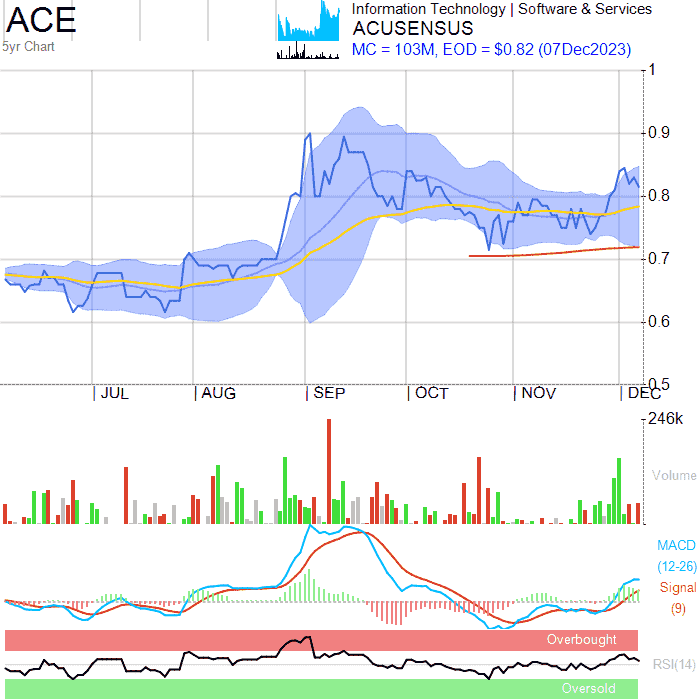 ACE
5yr Chart
Information Technology | Software & Services
ACUSENSUS
MC = 103M, EOD = $0.82 (07Dec2023)
1
0.9
0.8
0.7
0.6
0.5
JUL AUG SEP OCT NOV DEC
246k
Volume
MACD
(12-26)
Signal
(9)
Overbought
RSI(14)
Oversold